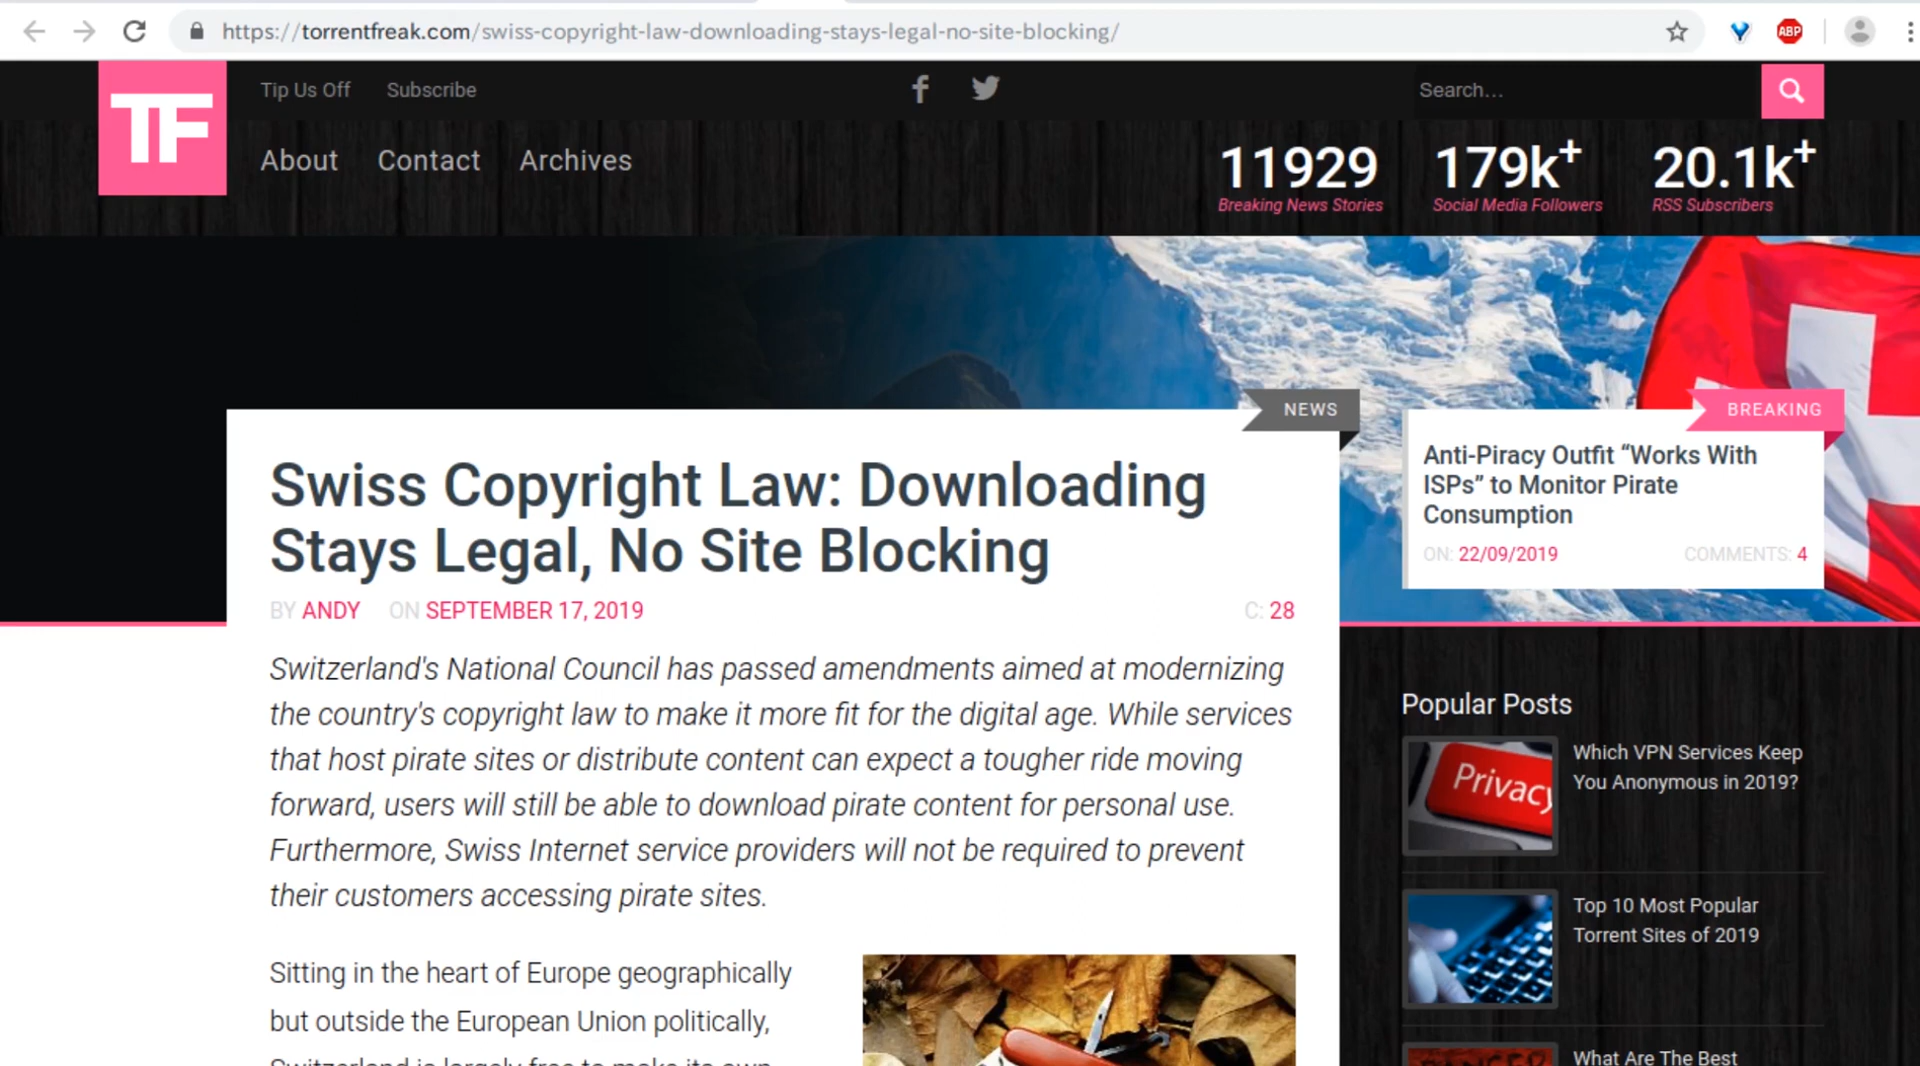 https://torrentfreak.com/swiss-copyright-law-downloading-stays-legal-no-site-blocking/
ABP
TF
Tip Us Off
Subscribe
Search...
About
Contact
Archives
11929
Breaking News Stories
179k+
Social Media Followers
20.1k+
RSS Subscribers
NEWS
Swiss Copyright Law: Downloading
Stays Legal, No Site Blocking
BY ANDY ON SEPTEMBER 17, 2019
C: 28
Switzerland's National Council has passed amendments aimed at modernizing
the country's copyright law to make it more fit for the digital age. While services
that host pirate sites or distribute content can expect a tougher ride moving
forward, users will still be able to download pirate content for personal use.
Furthermore, Swiss Internet service providers will not be required to prevent
their customers accessing pirate sites.
Sitting in the heart of Europe geographically
but outside the European Union politically,
Switzerland is largely free to make its own
BREAKING
Anti-Piracy Outfit “Works With
ISPs” to Monitor Pirate
Consumption
ON: 22/09/2019
COMMENTS: 4
Popular Posts
Privacy
Which VPN Services Keep
You Anonymous in 2019?
Top 10 Most Popular
Torrent Sites of 2019
What Are The Best